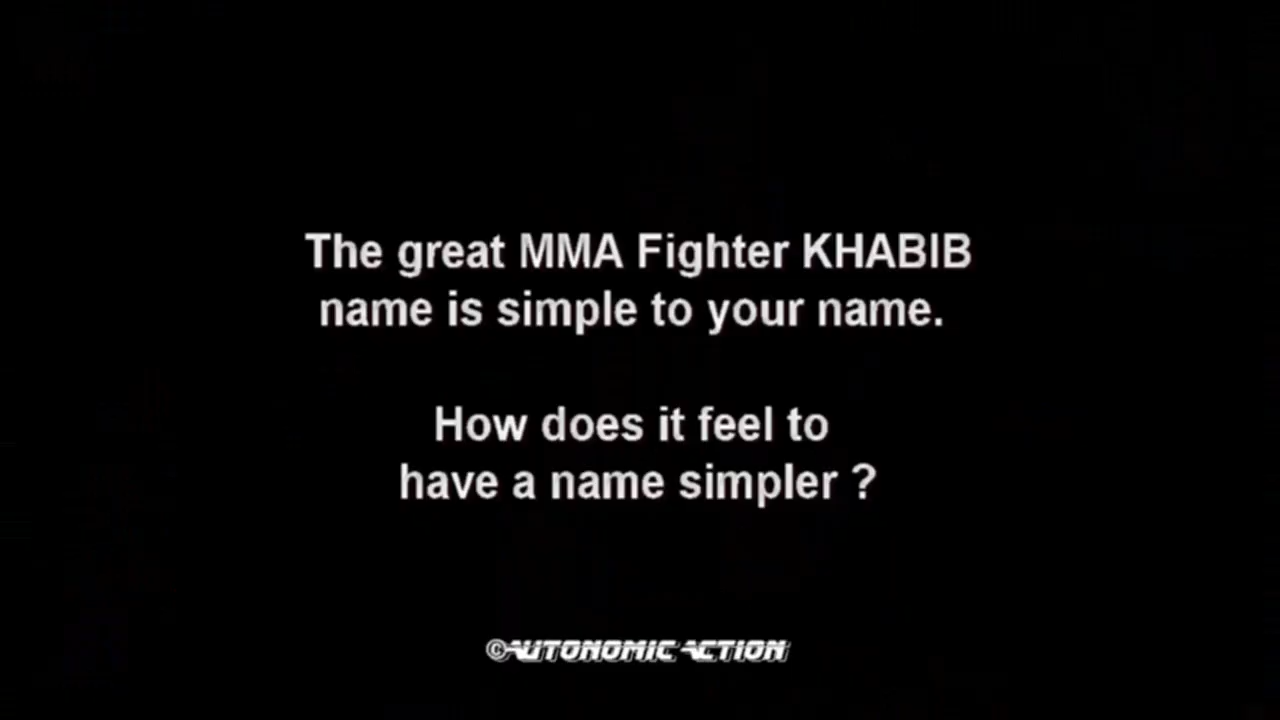 The great MMA Fighter KHABIB
name is simple to your name.
How does it feel to
have a name simpler ?
©AUTONOMIC ACTION